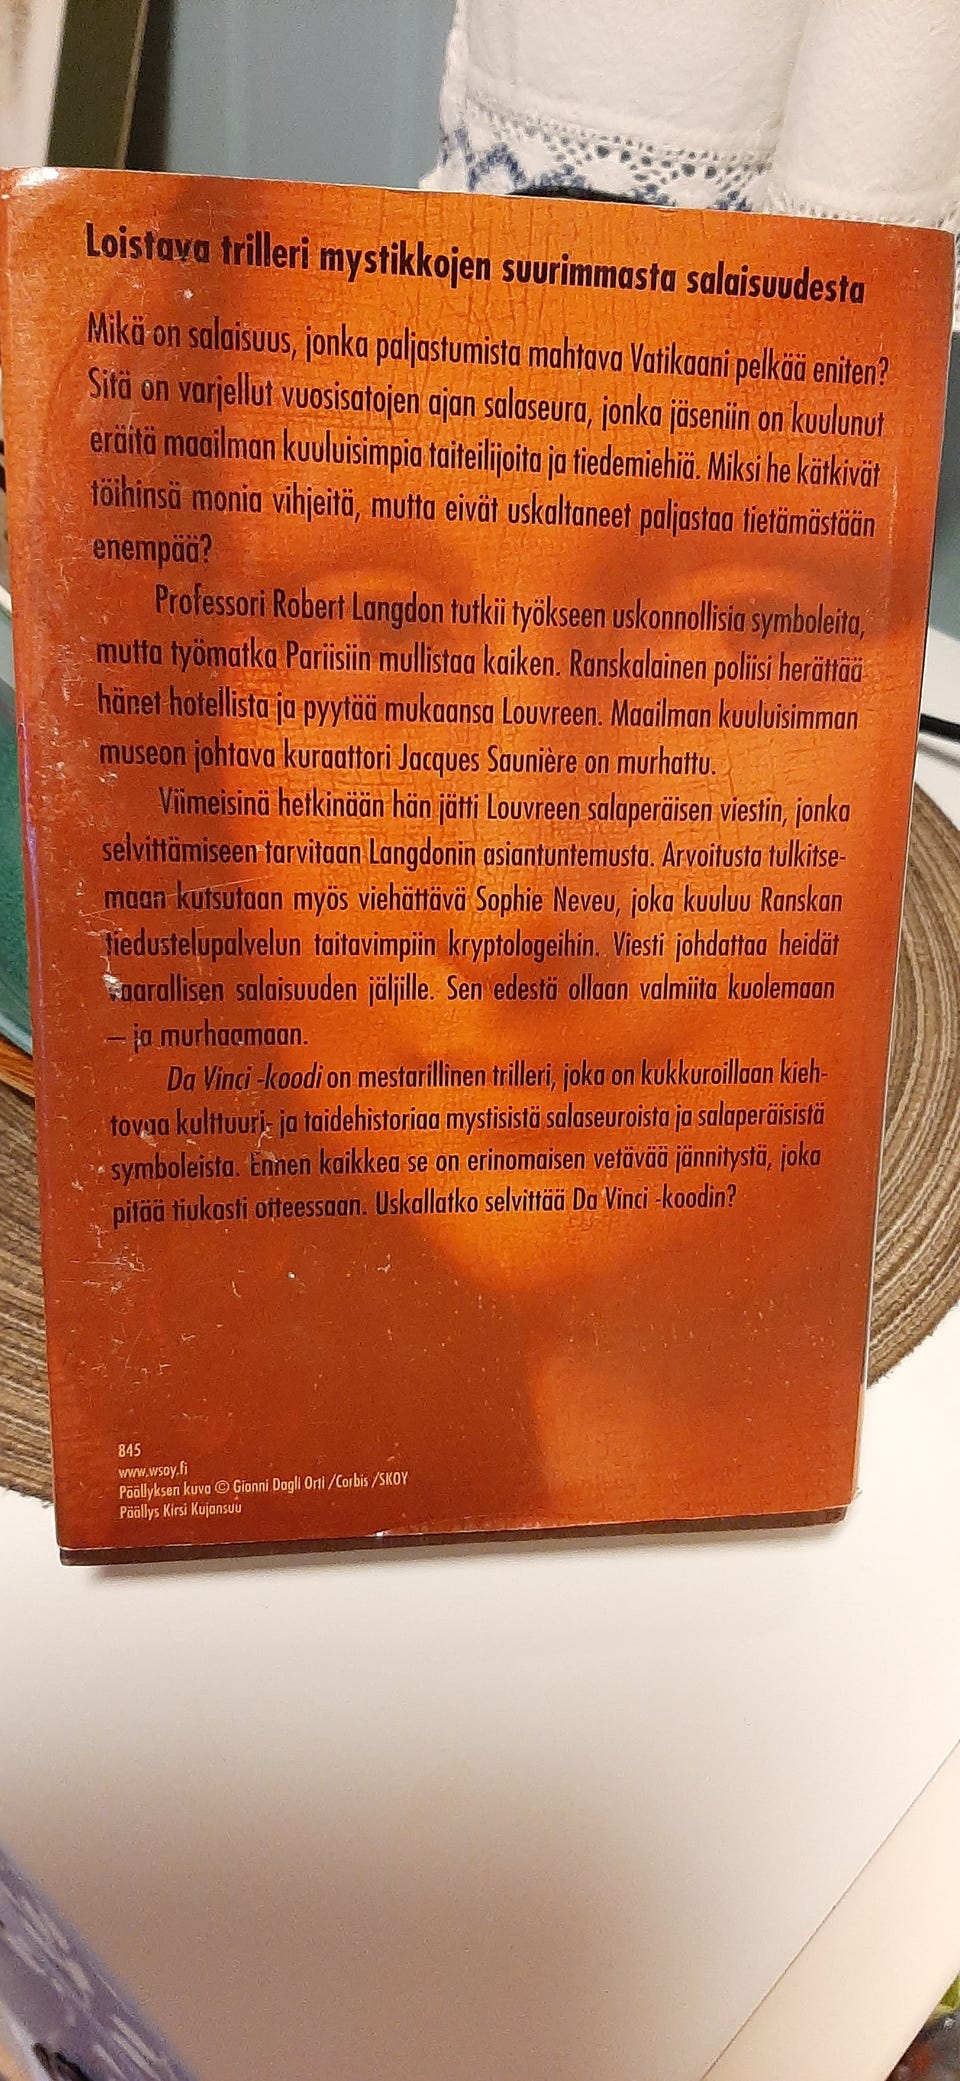 Loistava trilleri mystikkojen suurimmasta salaisuudesta
Mikä on salaisuus, jonka paljastumista mahtava Vatikaani pelkää eniten?
Sitä on varjellut vuosisatojen ajan salaseura, jonka jäseniin on kuulunut
eräitä maailman kuuluisimpia taiteilijoita ja tiedemiehiä. Miksi he kätkivät
töihinsä monia vihjeitä, mutta eivät uskaltaneet paljastaa tietämästään
enempää?
Professori Robert Langdon tutkii työkseen uskonnollisia symboleita,
mutta työmatka Pariisiin mullistaa kaiken. Ranskalainen poliisi herättää
hänet hotellista ja pyytää mukaansa Louvreen. Maailman kuuluisimman
museon johtava kuraattori Jacques Saunière on murhattu.
Viimeisinä hetkinään hän jätti Louvreen salaperäisen viestin, jonka
selvittämiseen tarvitaan Langdonin asiantuntemusta. Arvoitusta tulkitse-
maan kutsutaan myös viehättävä Sophie Neveu, joka kuuluu Ranskan
tiedustelupalvelun taitavimpiin kryptologeihin. Viesti johdattaa heidät
vaarallisen salaisuuden jäljille. Sen edestä ollaan valmiita kuolemaan
– ja murhaamaan.
Da Vinci -koodi on mestarillinen trilleri, joka on kukkuroillaan kieh-
tovaa kulttuuri- ja taidehistoriaa mystisistä salaseuroista ja salaperäisistä
symboleista. Ennen kaikkea se on erinomaisen vetävää jännitystä, joka
pitää tiukasti otteessaan. Uskallatko selvittää Da Vinci -koodin?
845
www.wsoy.fi
Päällyksen kuva © Gianni Dagli Orti /Corbis /SKOY
Päällys Kirsi Kujansuu